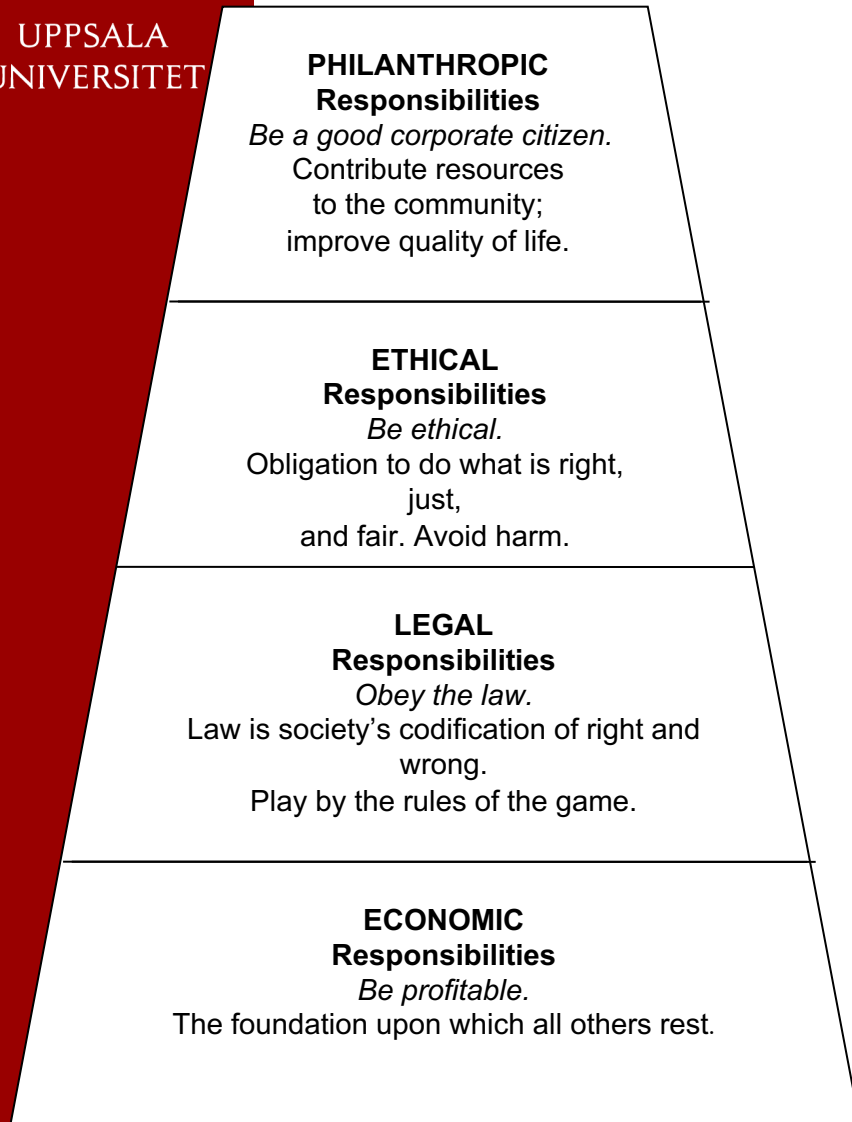 UPPSALA
UNIVERSITET
PHILANTHROPIC
Responsibilities
Be a good corporate citizen.
Contribute resources
to the community;
improve quality of life.
ETHICAL
Responsibilities
Be ethical.
Obligation to do what is right,
just,
and fair. Avoid harm.
LEGAL
Responsibilities
Obey the law.
Law is society’s codification of right and
wrong.
Play by the rules of the game.
ECONOMIC
Responsibilities
Be profitable.
The foundation upon which all others rest.